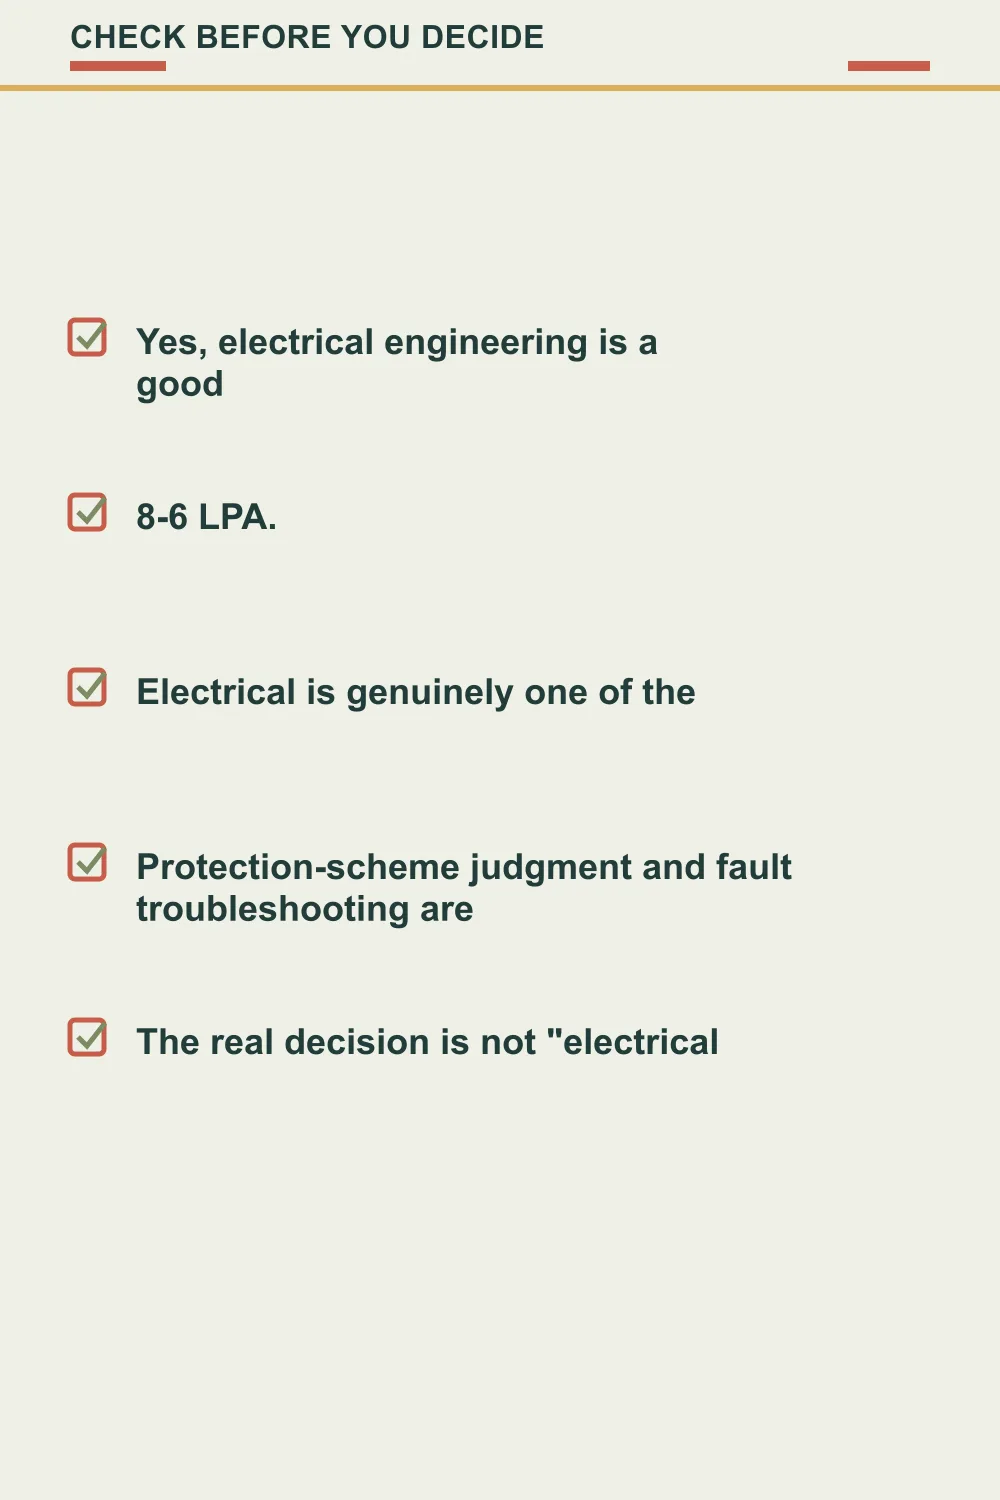 CHECK BEFORE YOU DECIDE
Yes, electrical engineering is a
good
8-6 LPA.
Electrical is genuinely one of the
Protection-scheme judgment and fault
troubleshooting are
The real decision is not "electrical